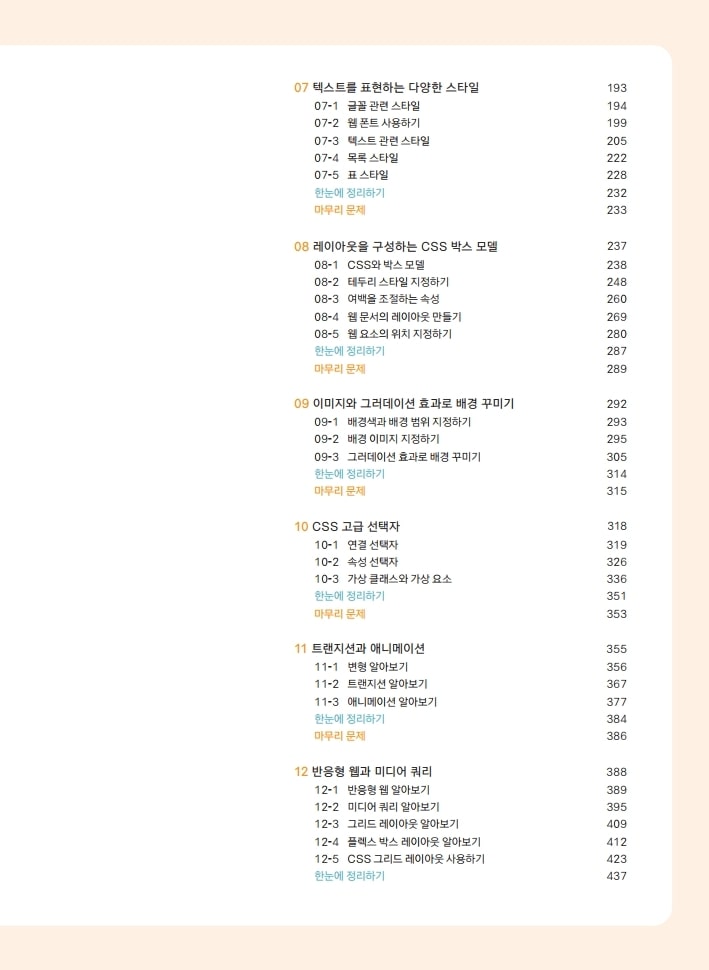 07 텍스트를 표현하는 다양한 스타일 193
07-1 글꼴 관련 스타일 194
07-2 웹 폰트 사용하기 199
07-3 텍스트 관련 스타일 205
07-4 목록 스타일 222
07-5 표 스타일 228
한눈에 정리하기 232
마무리 문제 233
08 레이아웃을 구성하는 CSS 박스 모델 237
08-1 CSS와 박스 모델 238
08-2 테두리 스타일 지정하기 248
08-3 여백을 조절하는 속성 260
08-4 웹 문서의 레이아웃 만들기 269
08-5 웹 요소의 위치 지정하기 280
한눈에 정리하기 287
마무리 문제 289
09 이미지와 그러데이션 효과로 배경 꾸미기 292
09-1 배경색과 배경 범위 지정하기 293
09-2 배경 이미지 지정하기 295
09-3 그러데이션 효과로 배경 꾸미기 305
한눈에 정리하기 314
마무리 문제 315
10 CSS 고급 선택자 318
10-1 연결 선택자 319
10-2 속성 선택자 326
10-3 가상 클래스와 가상 요소 336
한눈에 정리하기 351
마무리 문제 353
11 트랜지션과 애니메이션 355
11-1 변형 알아보기 356
11-2 트랜지션 알아보기 367
11-3 애니메이션 알아보기 377
한눈에 정리하기 384
마무리 문제 386
12 반응형 웹과 미디어 쿼리 388
12-1 반응형 웹 알아보기 389
12-2 미디어 쿼리 알아보기 395
12-3 그리드 레이아웃 알아보기 409
12-4 플렉스 박스 레이아웃 알아보기 412
12-5 CSS 그리드 레이아웃 사용하기 423
한눈에 정리하기 437